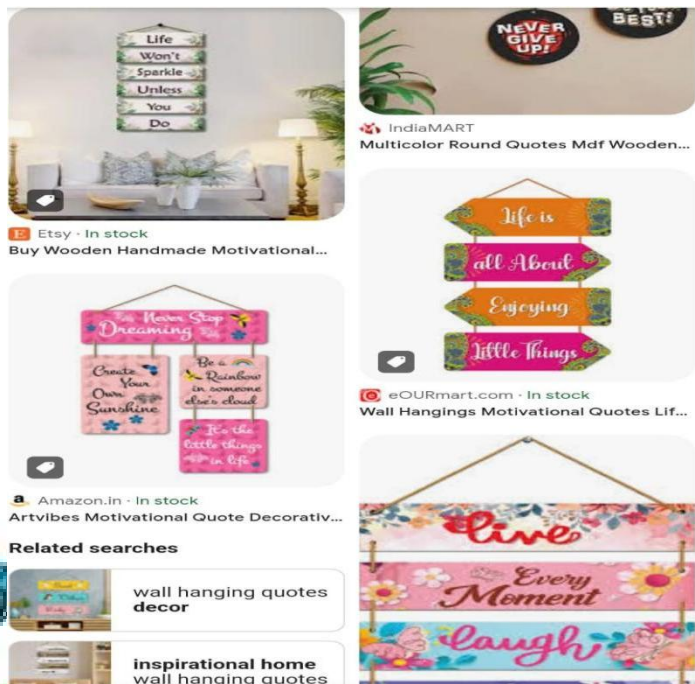 Life
Won't
Sparkle
Unless
You
Do
Etsy · In stock
Buy Wooden Handmade Motivational...
Never Stop
Dreaming
Create
Your
Own
Sunshine
Be a
Rainbow
in someone
else's cloud
It's the
little things
in life
Amazon.in · In stock
Artvibes Motivational Quote Decorativ...
Related searches
wall hanging quotes
decor
inspirational home
wall hanging quotes
NEVER
GIVE
UP!
BEST!
IndiaMART
Multicolor Round Quotes Mdf Wooden...
Life is
all About
Enjoying
Little Things
eOURmart.com · In stock
Wall Hangings Motivational Quotes Lif...
live
Every
Moment
laugh